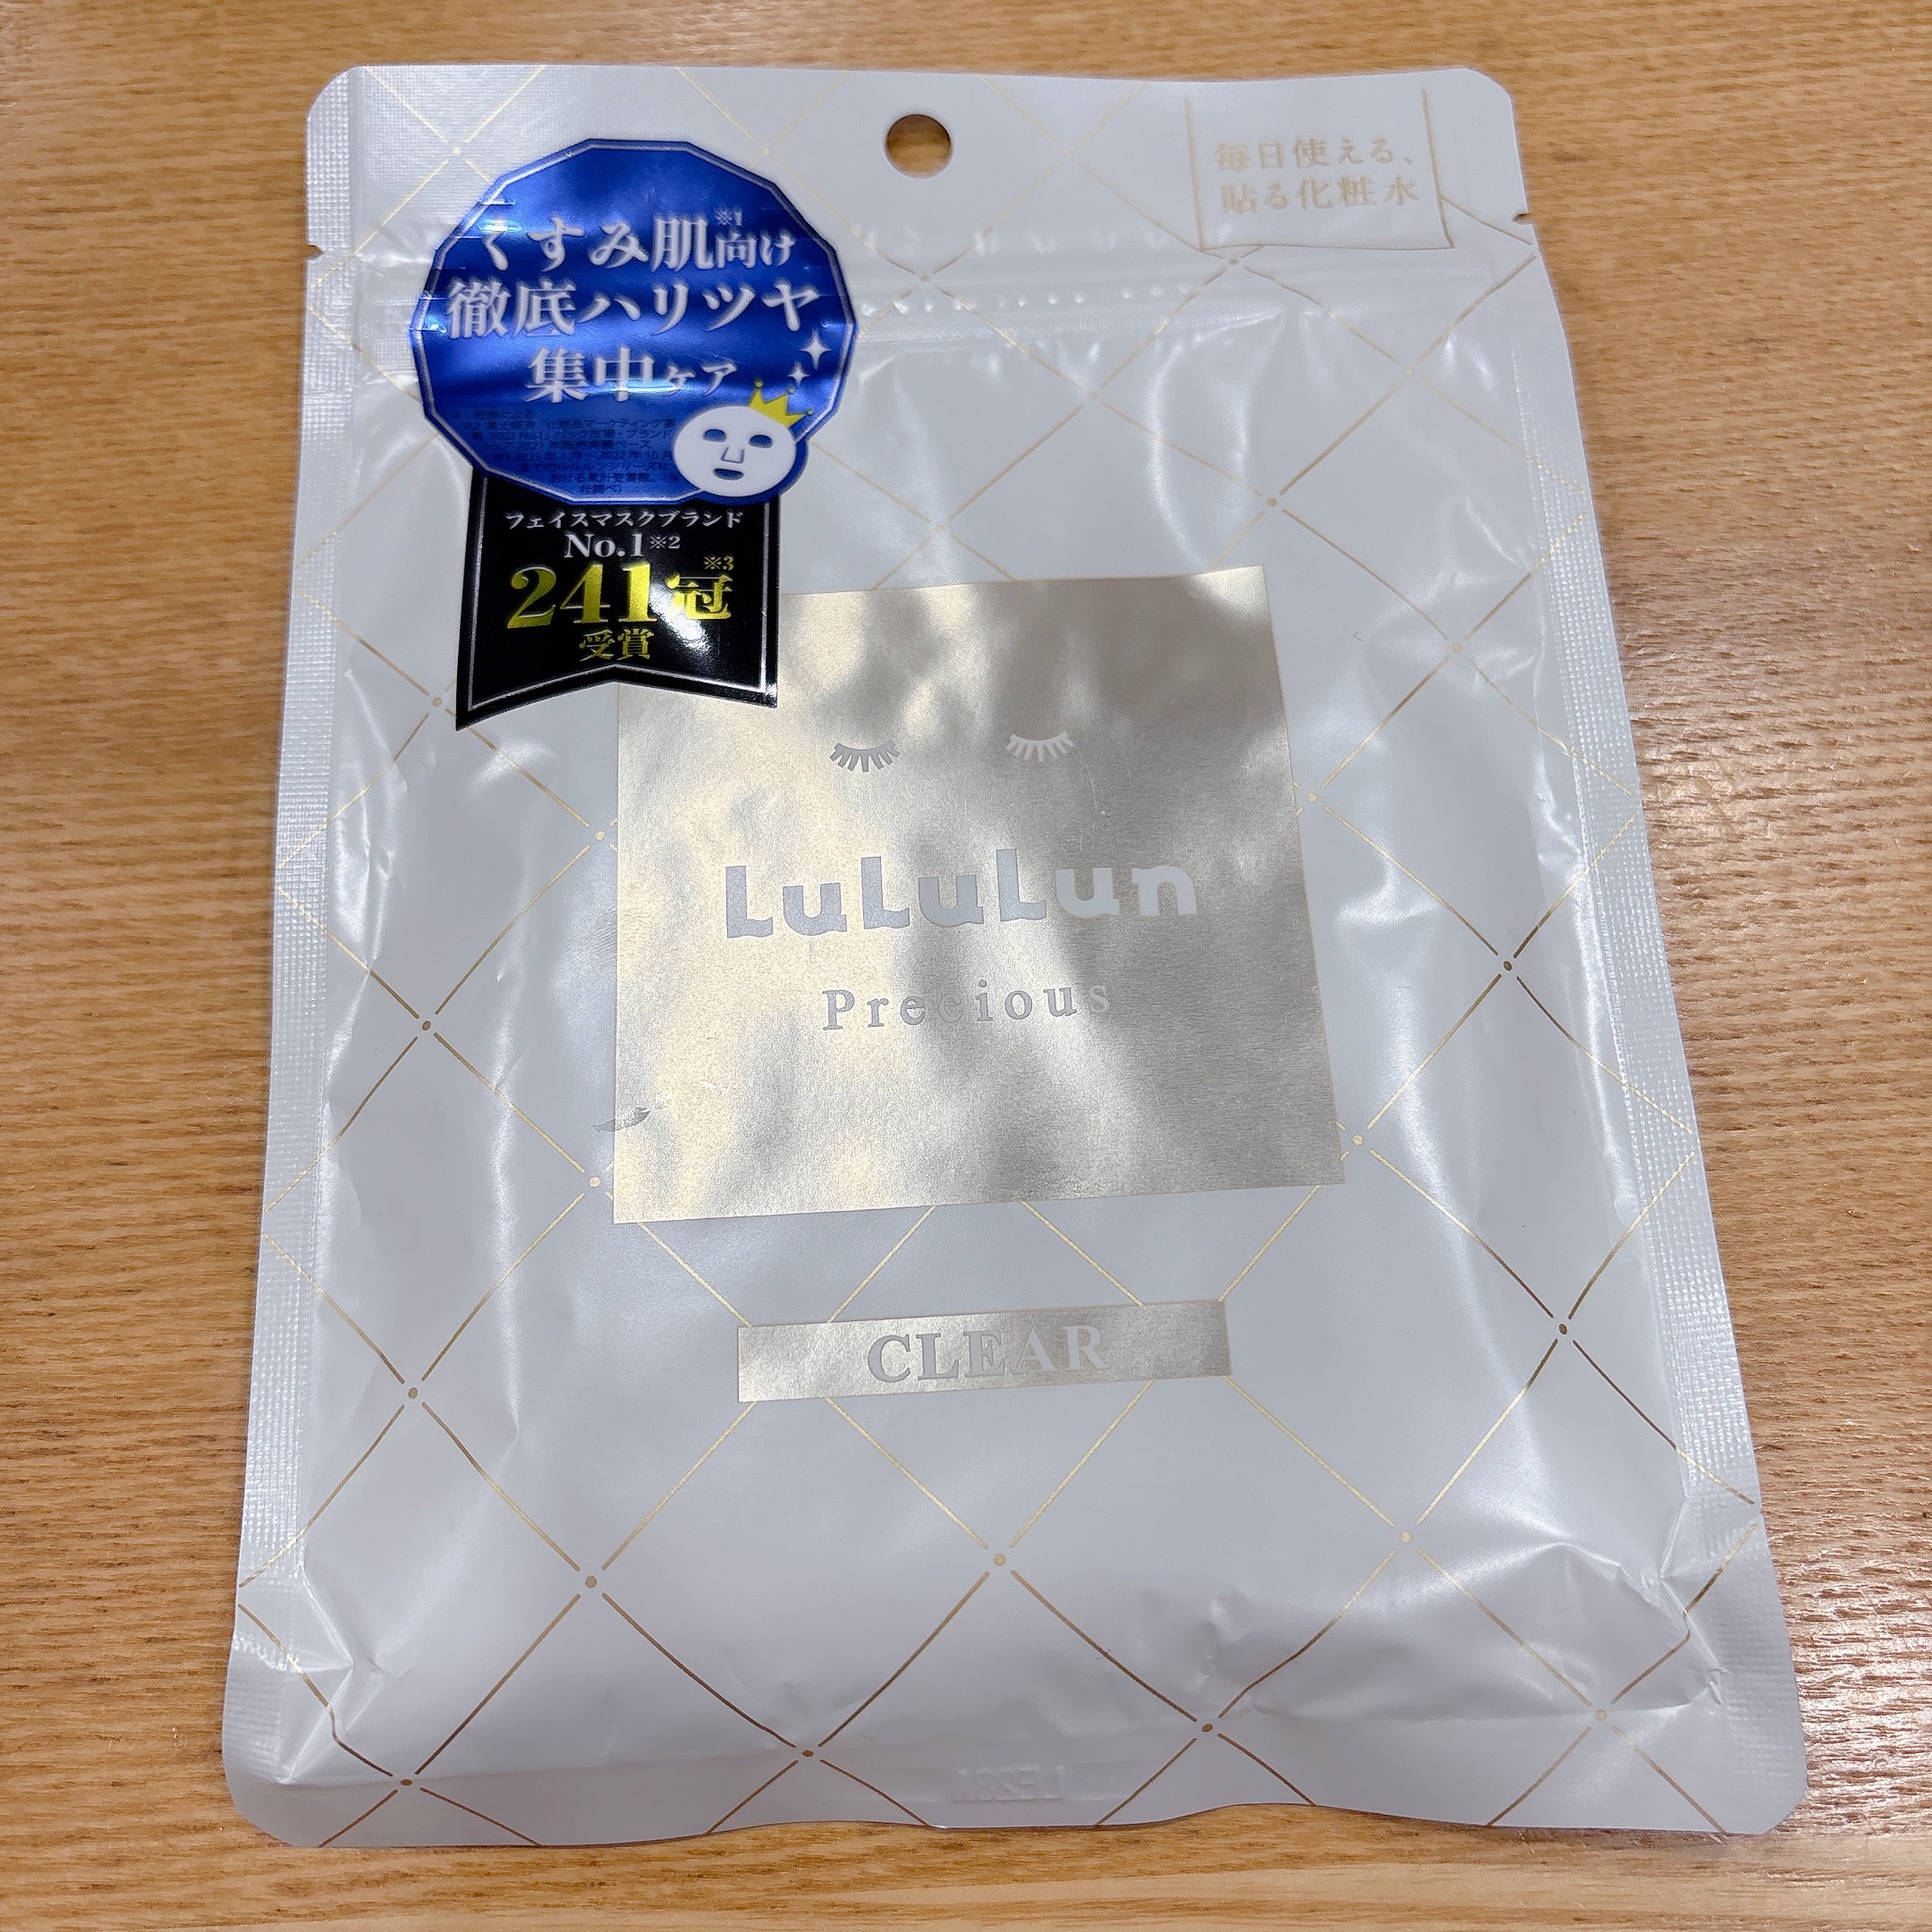 毎日使える、
貼る化粧水
くすみ肌※1向け
徹底ハリツヤ
集中ケア
フェイスマスクブランド
No.1※2
241冠※3
受賞
LuLuLun
Precious
CLEAR